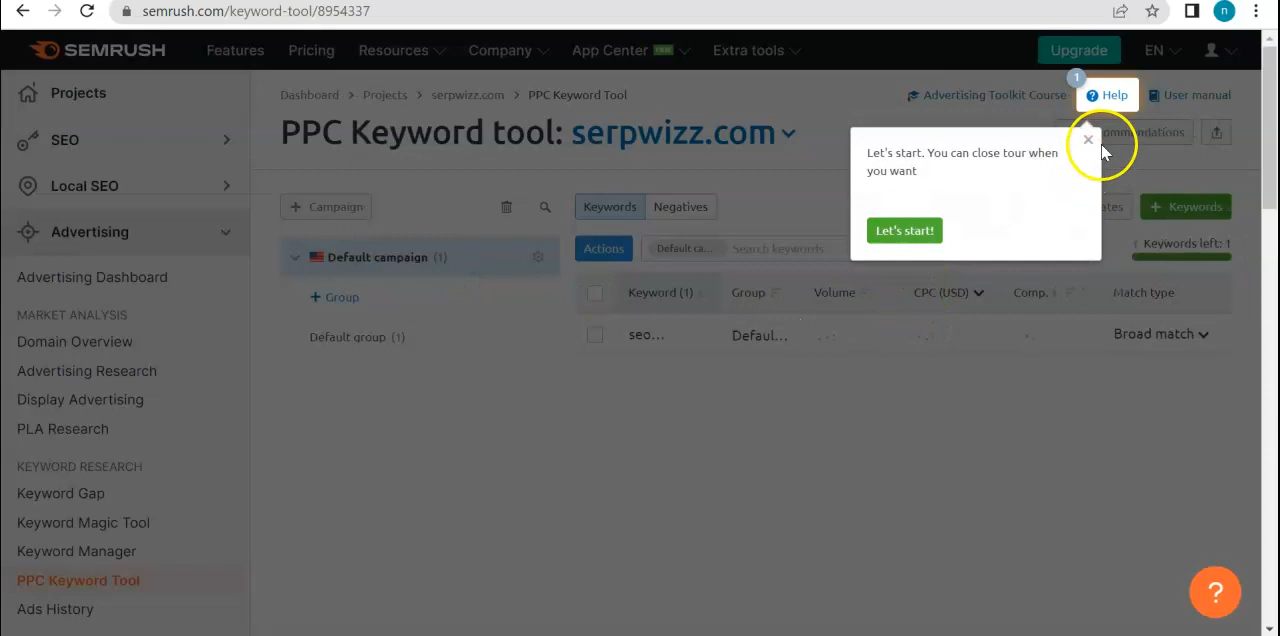 semrush.com/keyword-tool/8954337
n
SEMRUSH Features Pricing Resources Company App Center NEW Extra tools Upgrade EN
Projects
SEO
Local SEO
Advertising
Advertising Dashboard
MARKET ANALYSIS
Domain Overview
Advertising Research
Display Advertising
PLA Research
KEYWORD RESEARCH
Keyword Gap
Keyword Magic Tool
Keyword Manager
PPC Keyword Tool
Ads History
Dashboard > Projects > serpwizz.com > PPC Keyword Tool
Advertising Toolkit Course
1
? Help
User manual
PPC Keyword tool: serpwizz.com
Let's start. You can close tour when
you want
Let's start!
+ Campaign
Keywords Negatives
+ Keywords
Default campaign (1)
Actions Default ca... Search keywords
Keywords left: 1
+ Group
Default group (1)
Keyword (1) Group Volume CPC (USD) Comp. Match type
seo... Defaul... Broad match
?